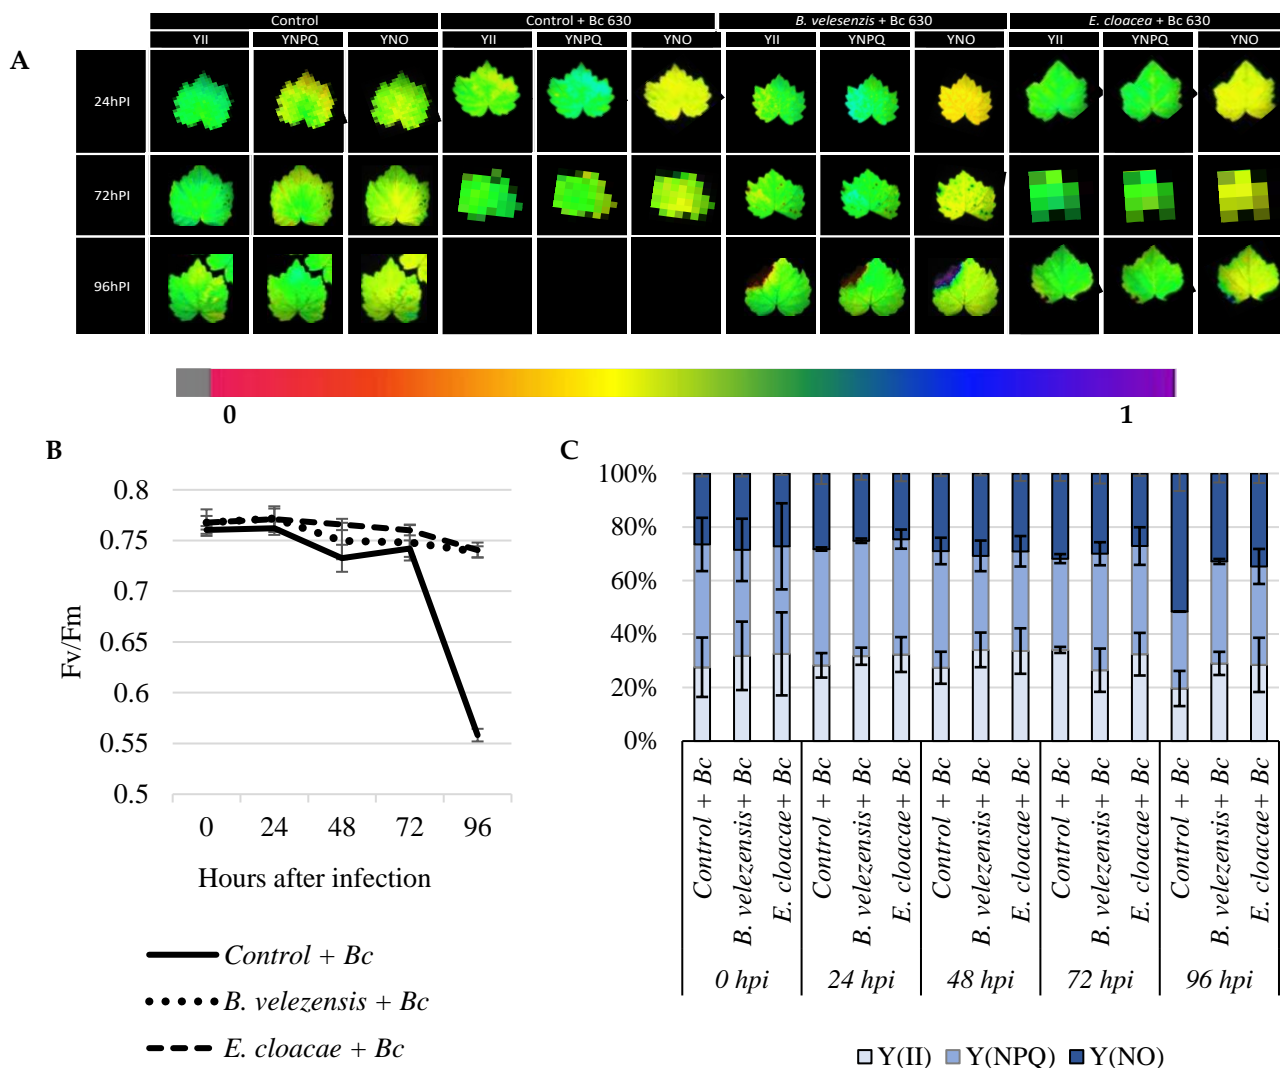 A
Control
Control + Bc 630
B. velesenzis + Bc 630
E. cloacea + Bc 630
YII YNPQ YNO YII YNPQ YNO YII YNPQ YNO YII YNPQ YNO
24hPI
72hPI
96hPI
0 1
B
0.8
0.75
0.7
0.65
0.6
0.55
0.5
Fv/Fm
0 24 48 72 96
Hours after infection
Control + Bc
B. velezensis + Bc
E. cloacae + Bc
C
100%
80%
60%
40%
20%
0%
Control + Bc
B. velezensis+ Bc
E. cloacae+ Bc
Control + Bc
B. velezensis+ Bc
E. cloacae+ Bc
Control + Bc
B. velezensis+ Bc
E. cloacae+ Bc
Control + Bc
B. velezensis+ Bc
E. cloacae+ Bc
Control + Bc
B. velezensis+ Bc
E. cloacae+ Bc
0 hpi 24 hpi 48 hpi 72 hpi 96 hpi
Y(II) Y(NPQ) Y(NO)